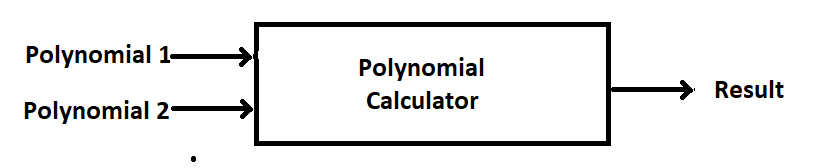 Polynomial 1
Polynomial 2
Polynomial
Calculator
Result